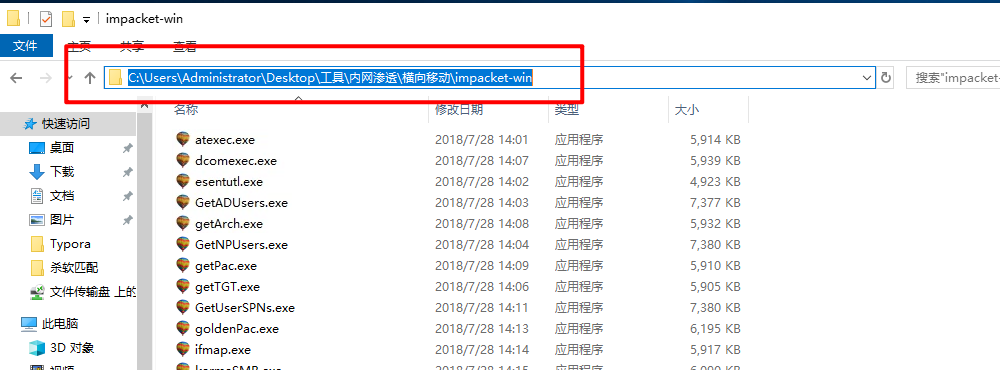 impacket-win
文件 主页 共享 查看
C:\Users\Administrator\Desktop\工具\内网渗透\横向移动\impacket-win
搜索"impacket-
名称 修改日期 类型 大小
快速访问
桌面
下载
文档
图片
Typora
杀软匹配
文件传输盘 上的
此电脑
3D 对象
atexec.exe 2018/7/28 14:01 应用程序 5,914 KB
dcomexec.exe 2018/7/28 14:07 应用程序 5,939 KB
esentutl.exe 2018/7/28 14:02 应用程序 4,923 KB
GetADUsers.exe 2018/7/28 14:03 应用程序 7,377 KB
getArch.exe 2018/7/28 14:08 应用程序 5,932 KB
GetNPUsers.exe 2018/7/28 14:04 应用程序 7,380 KB
getPac.exe 2018/7/28 14:09 应用程序 5,910 KB
getTGT.exe 2018/7/28 14:06 应用程序 5,905 KB
GetUserSPNs.exe 2018/7/28 14:11 应用程序 7,380 KB
goldenPac.exe 2018/7/28 14:13 应用程序 6,195 KB
ifmap.exe 2018/7/28 14:14 应用程序 5,917 KB